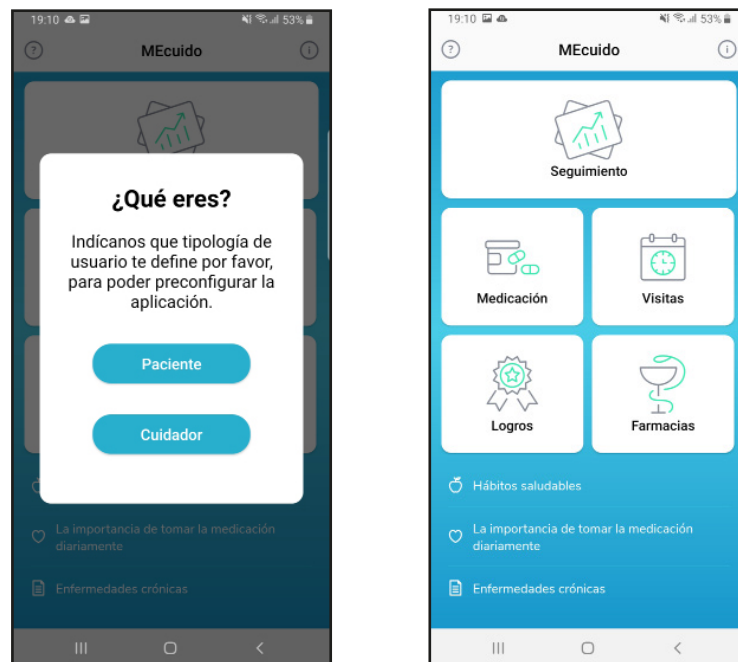 19:10 53%
MEcuido
¿Qué eres?
Indícanos que tipología de
usuario te define por favor,
para poder preconfigurar la
aplicación.
Paciente
Cuidador
La importancia de tomar la medicación
diariamente
Enfermedades crónicas
19:10 53%
MEcuido
Seguimiento
Medicación
Visitas
Logros
Farmacias
Hábitos saludables
La importancia de tomar la medicación
diariamente
Enfermedades crónicas